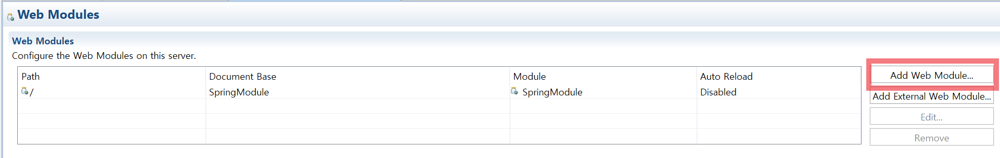 Web Modules
Web Modules
Configure the Web Modules on this server.
Path Document Base Module Auto Reload
/ SpringModule SpringModule Disabled
Add Web Module...
Add External Web Module...
Edit...
Remove